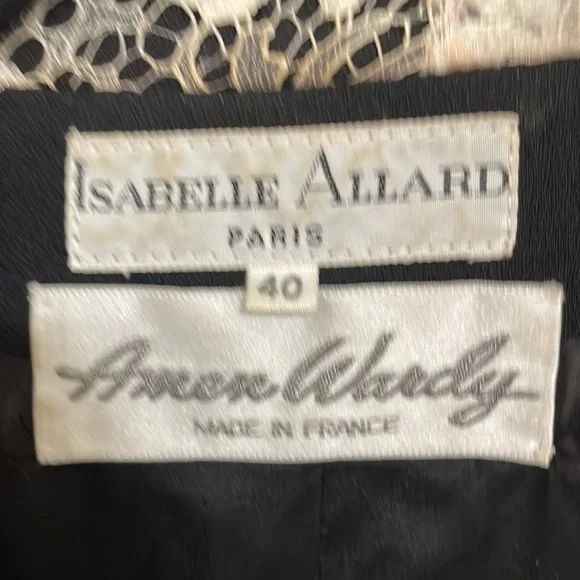 ISABELLE ALLARD
PARIS
40
Amen Wardy
MADE IN FRANCE